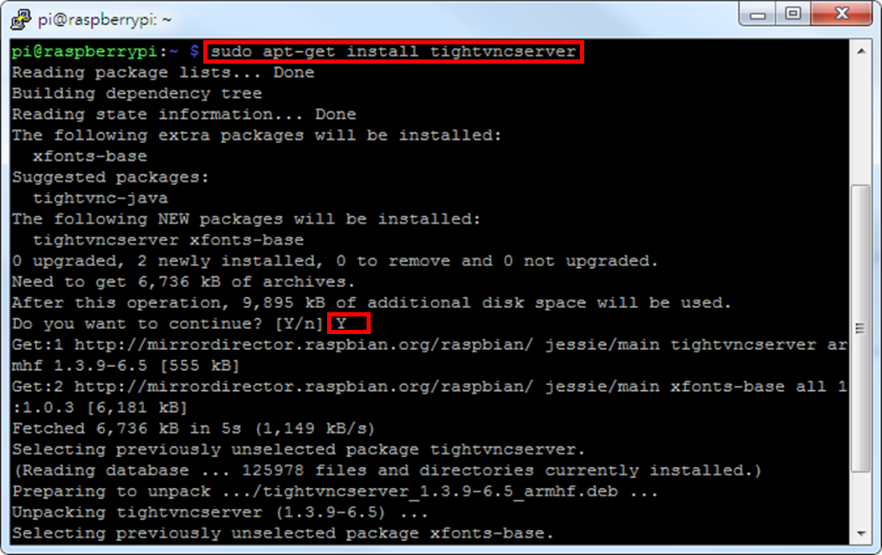 pi@raspberrypi: ~
pi@raspberrypi:~ $ sudo apt-get install tightvncserver
Reading package lists... Done
Building dependency tree
Reading state information... Done
The following extra packages will be installed:
  xfonts-base
Suggested packages:
  tightvnc-java
The following NEW packages will be installed:
  tightvncserver xfonts-base
0 upgraded, 2 newly installed, 0 to remove and 0 not upgraded.
Need to get 6,736 kB of archives.
After this operation, 9,895 kB of additional disk space will be used.
Do you want to continue? [Y/n] Y
Get:1 http://mirrordirector.raspbian.org/raspbian/ jessie/main tightvncserver ar
mhf 1.3.9-6.5 [555 kB]
Get:2 http://mirrordirector.raspbian.org/raspbian/ jessie/main xfonts-base all 1
:1.0.3 [6,181 kB]
Fetched 6,736 kB in 5s (1,149 kB/s)
Selecting previously unselected package tightvncserver.
(Reading database ... 125978 files and directories currently installed.)
Preparing to unpack .../tightvncserver_1.3.9-6.5_armhf.deb ...
Unpacking tightvncserver (1.3.9-6.5) ...
Selecting previously unselected package xfonts-base.